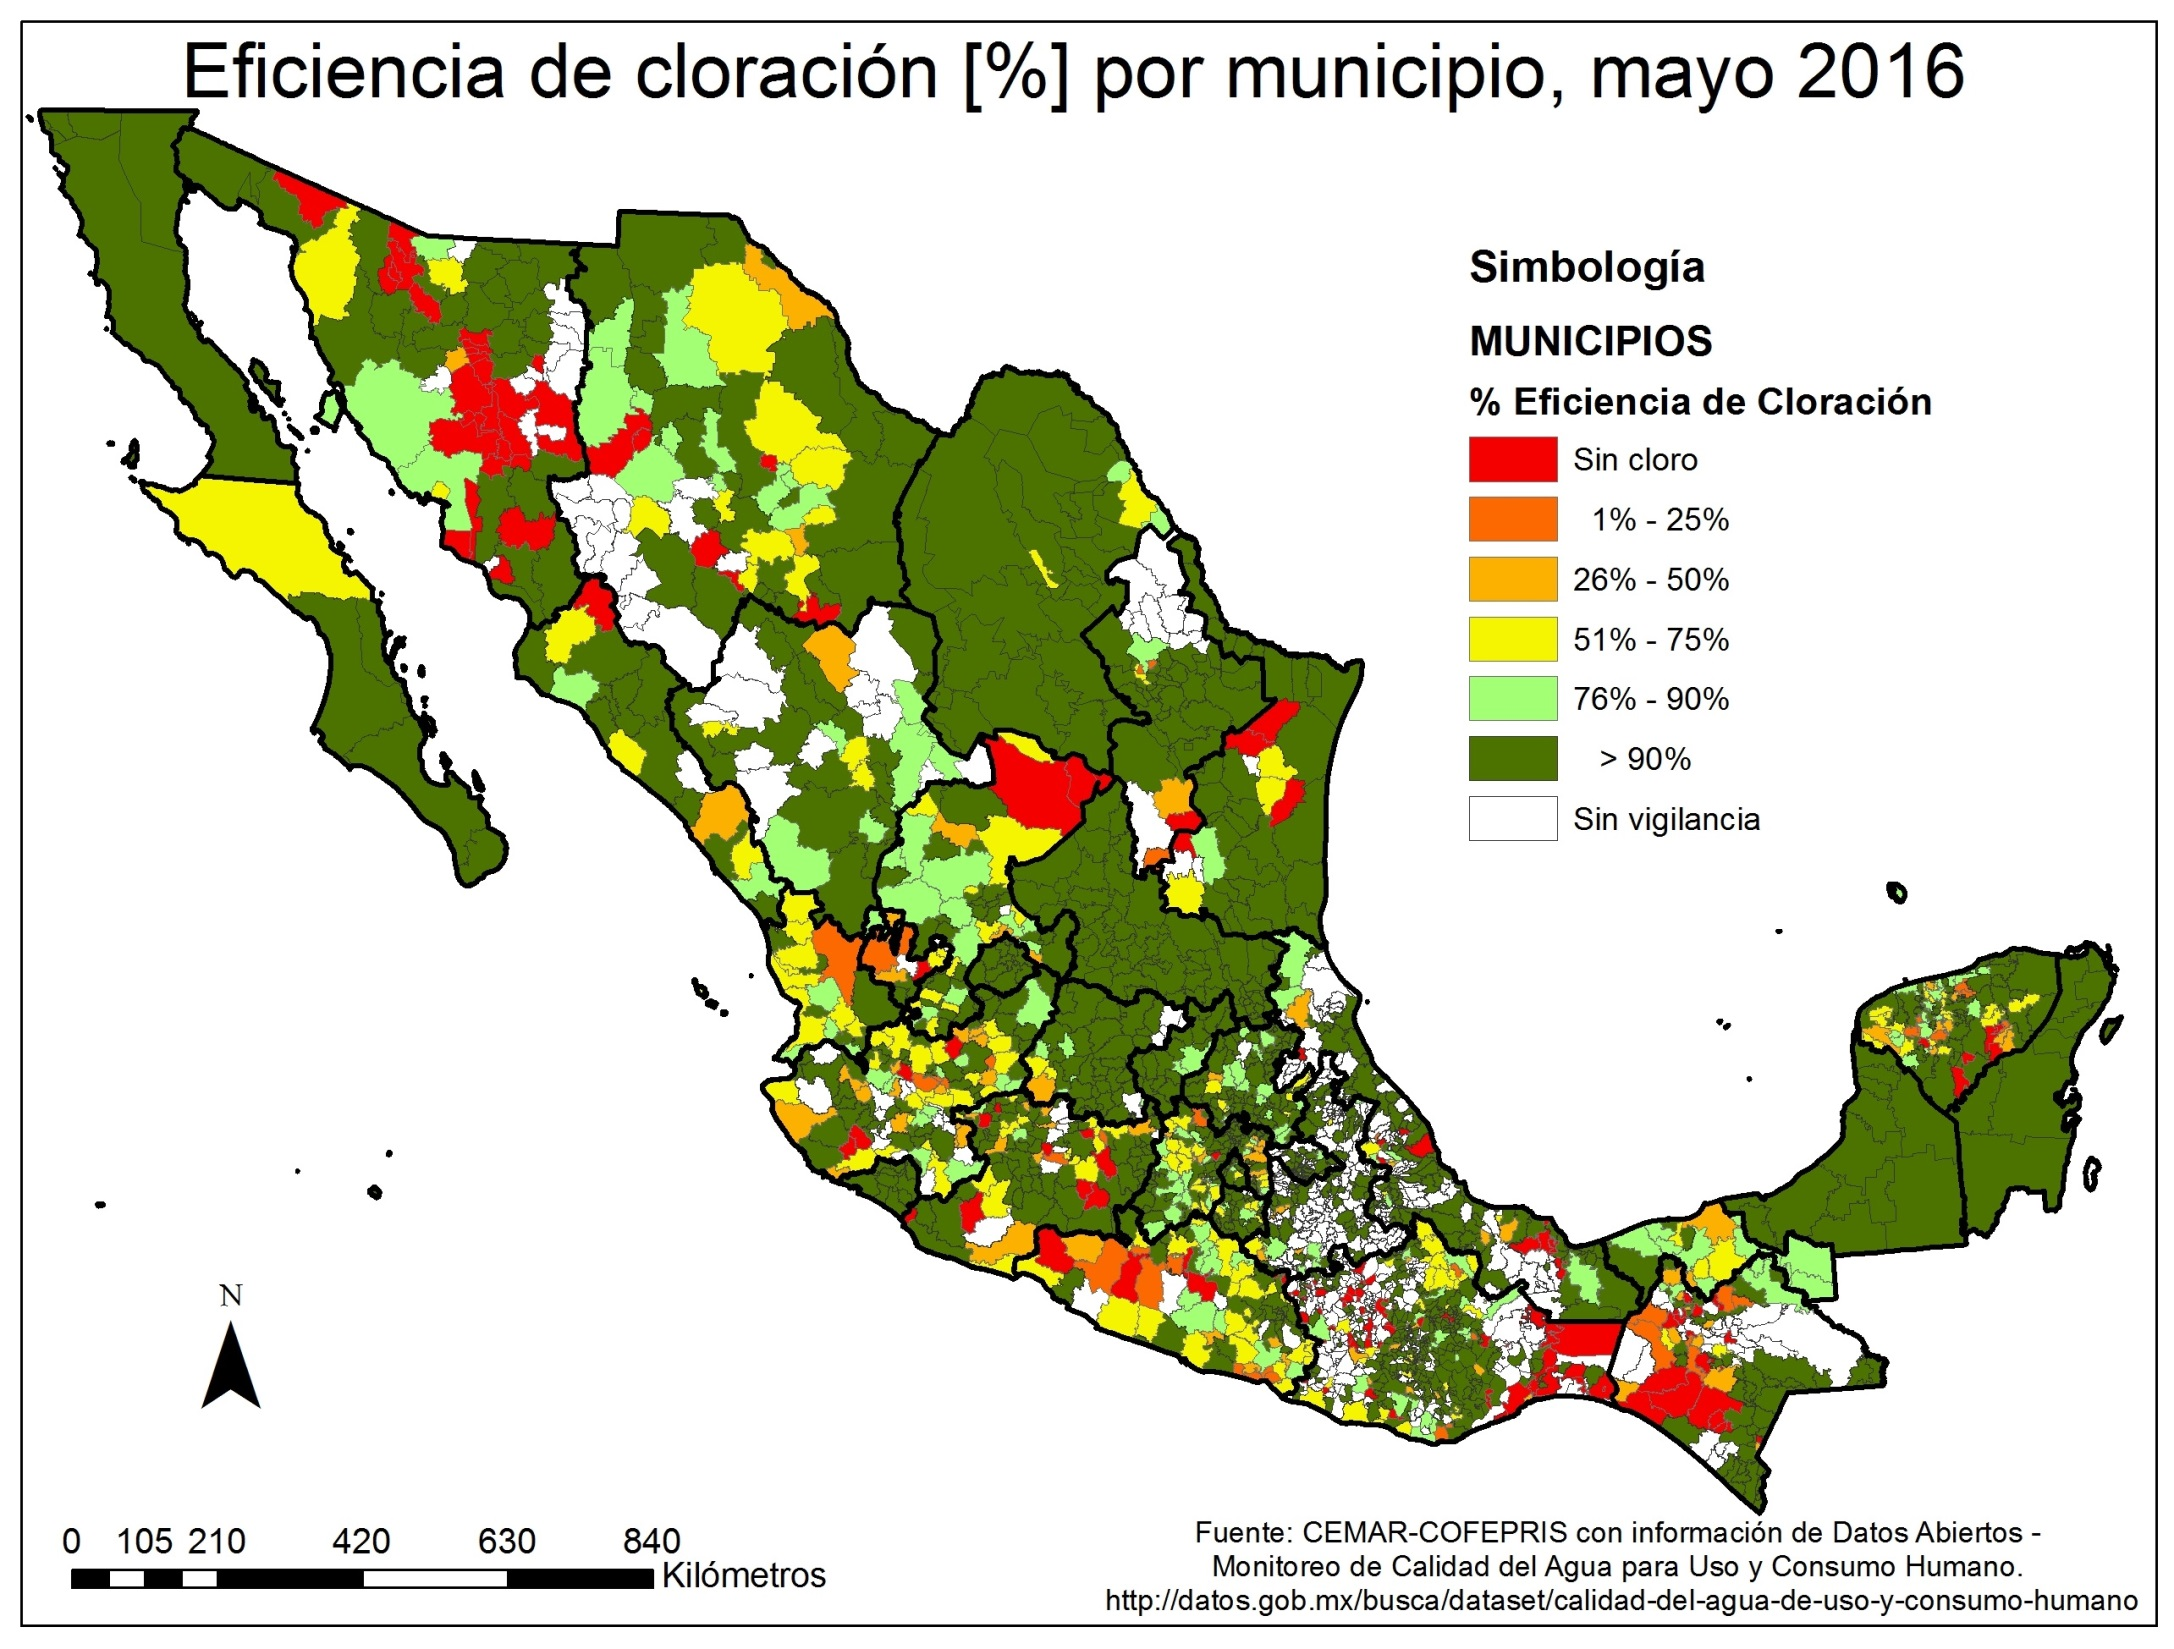 Eficiencia de cloración [%] por municipio, mayo 2016
Simbología
MUNICIPIOS
% Eficiencia de Cloración
Sin cloro
1% - 25%
26% - 50%
51% - 75%
76% - 90%
> 90%
Sin vigilancia
N
0 105 210 420 630 840
Kilómetros
Fuente: CEMAR-COFEPRIS con información de Datos Abiertos -
Monitoreo de Calidad del Agua para Uso y Consumo Humano.
http://datos.gob.mx/busca/dataset/calidad-del-agua-de-uso-y-consumo-humano